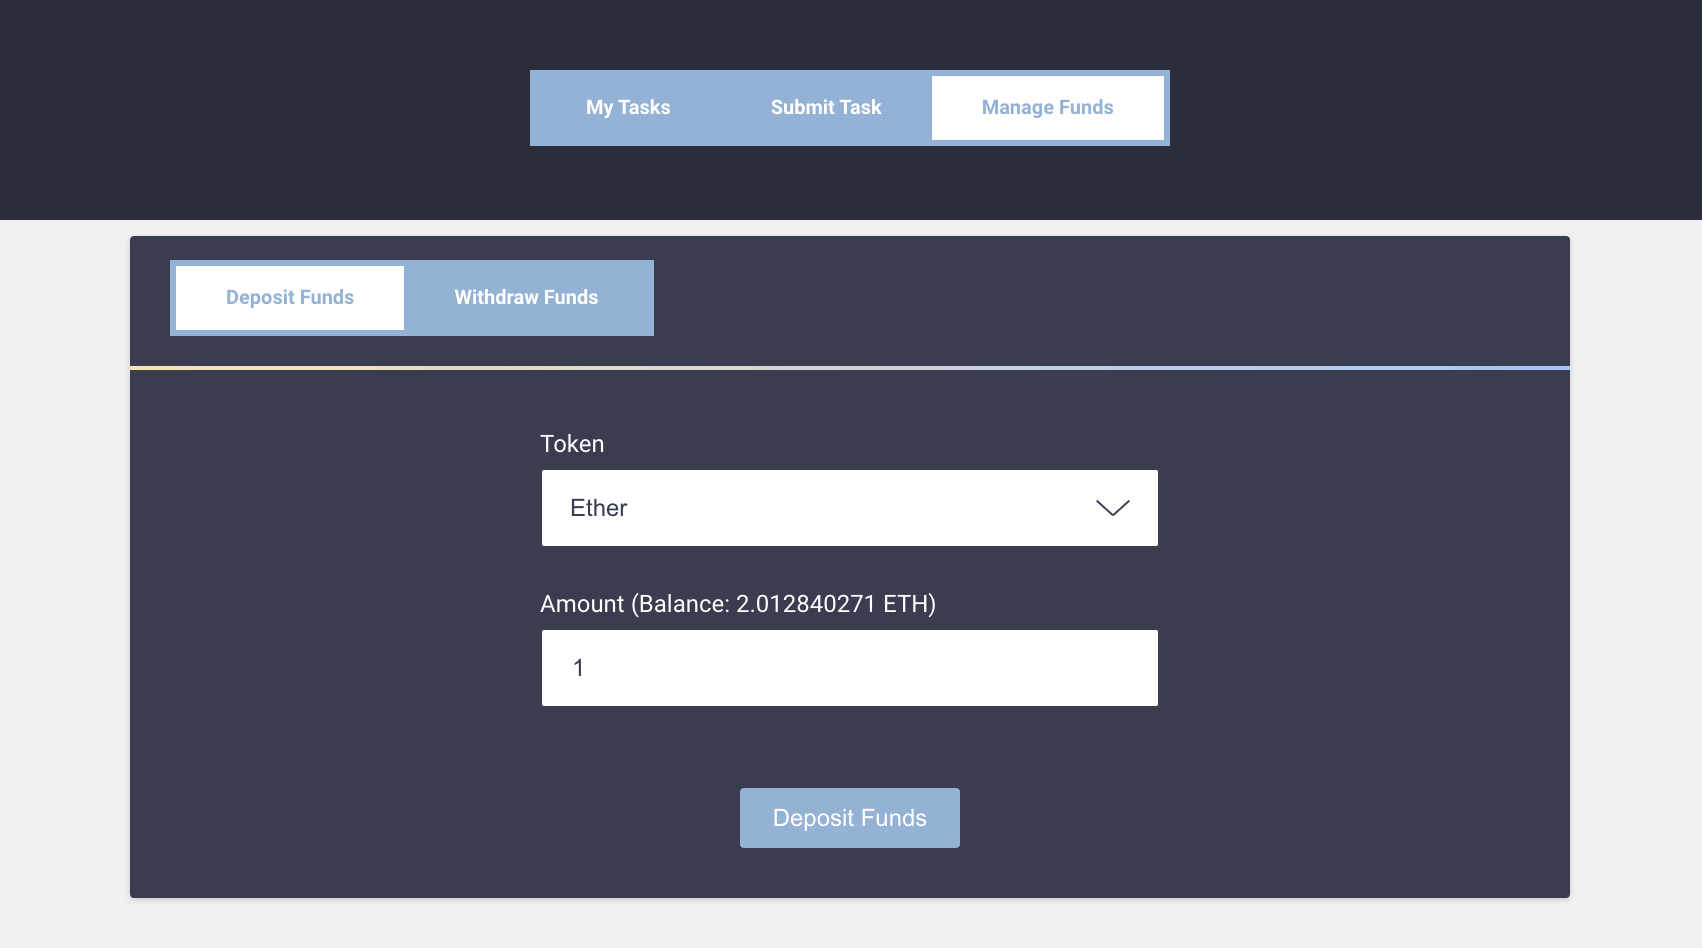 My Tasks Submit Task Manage Funds
Deposit Funds Withdraw Funds
Token
Ether
Amount (Balance: 2.012840271 ETH)
1
Deposit Funds